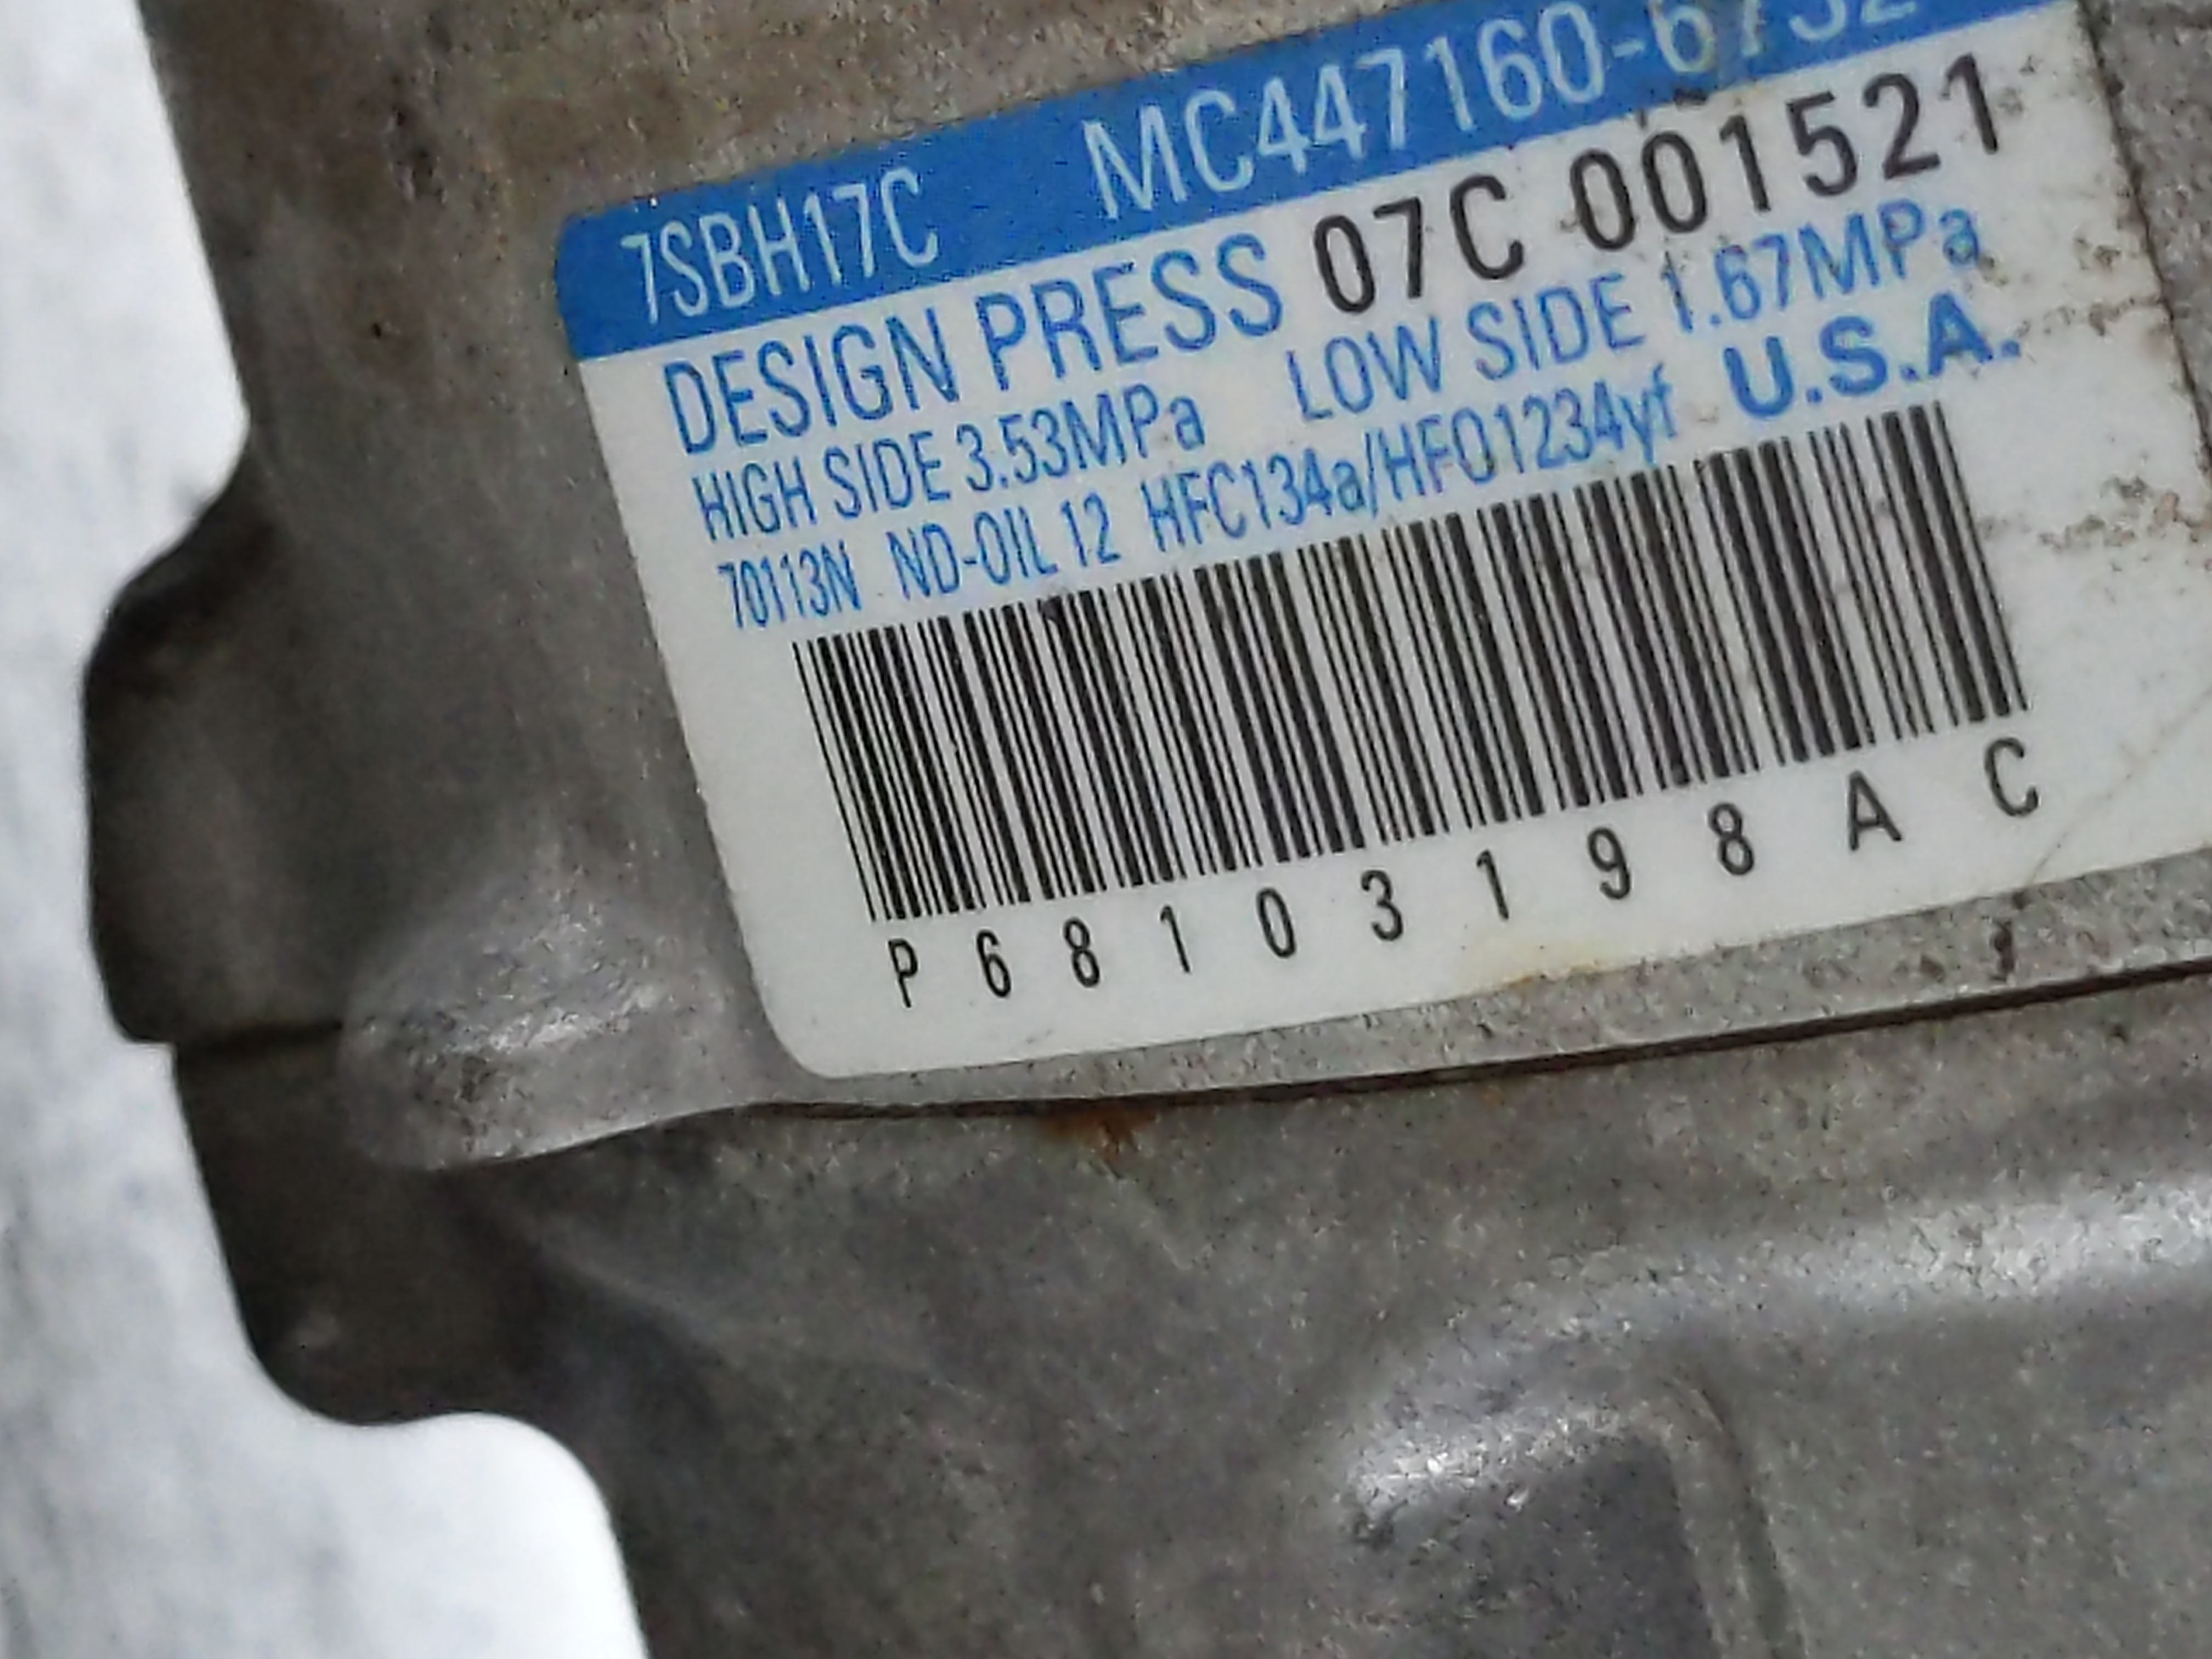 7SBH17C MC447160-6732
DESIGN PRESS 07C 001521
HIGH SIDE 3.53MPa LOW SIDE 1.67MPa
70113N ND-OIL 12 HFC134a/HFO1234yf U.S.A.
P68103198AC